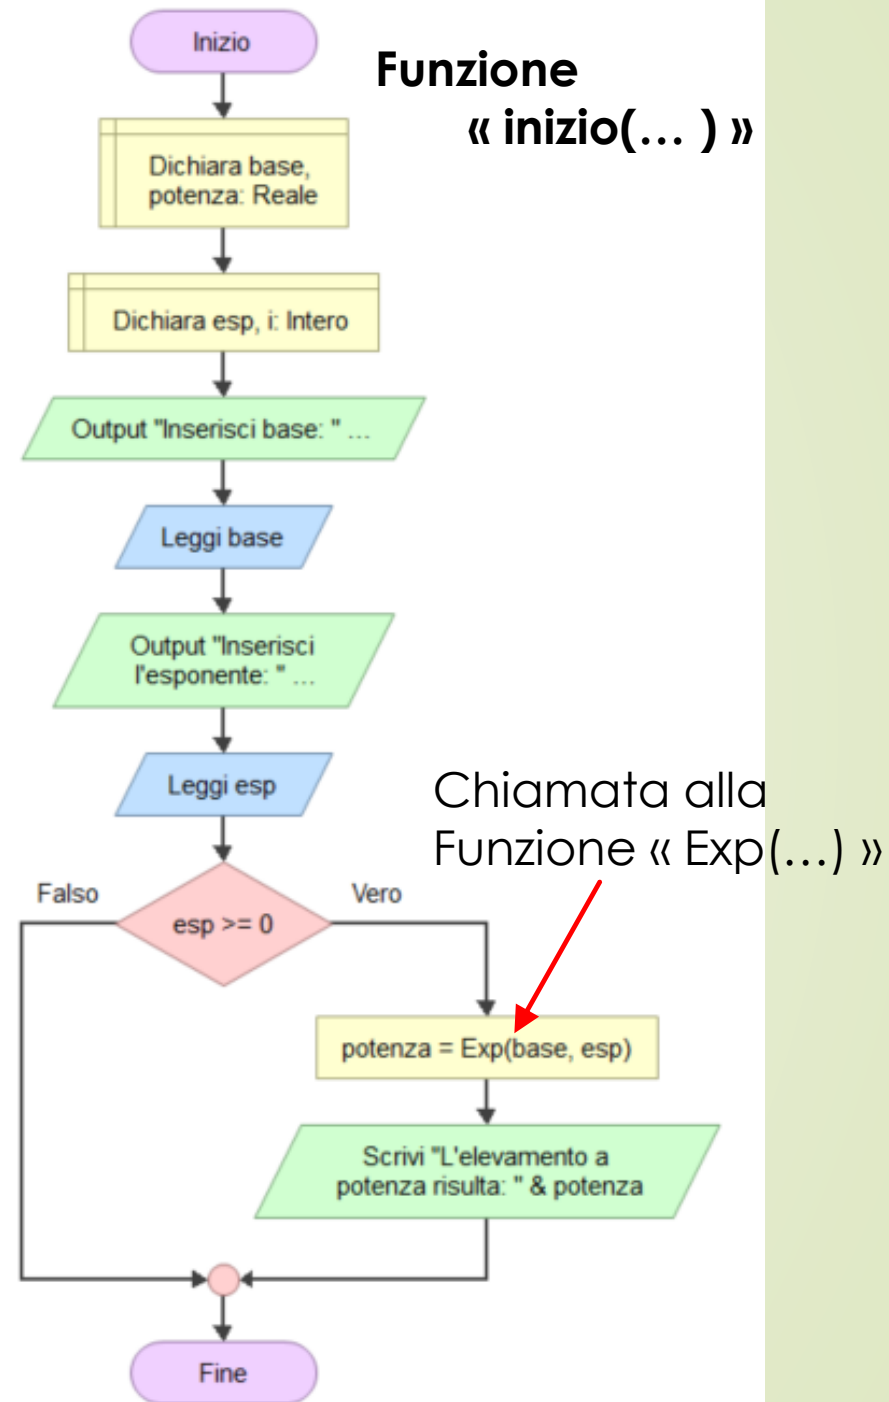 Inizio
Funzione
« inizio(... ) »
Dichiara base,
potenza: Reale
Dichiara esp, i: Intero
Output "Inserisci base: " ...
Leggi base
Output "Inserisci
l'esponente: " ...
Leggi esp
Chiamata alla
Funzione « Exp(...) »
Falso
Vero
esp >= 0
potenza = Exp(base, esp)
Scrivi "L'elevamento a
potenza risulta: " & potenza
Fine